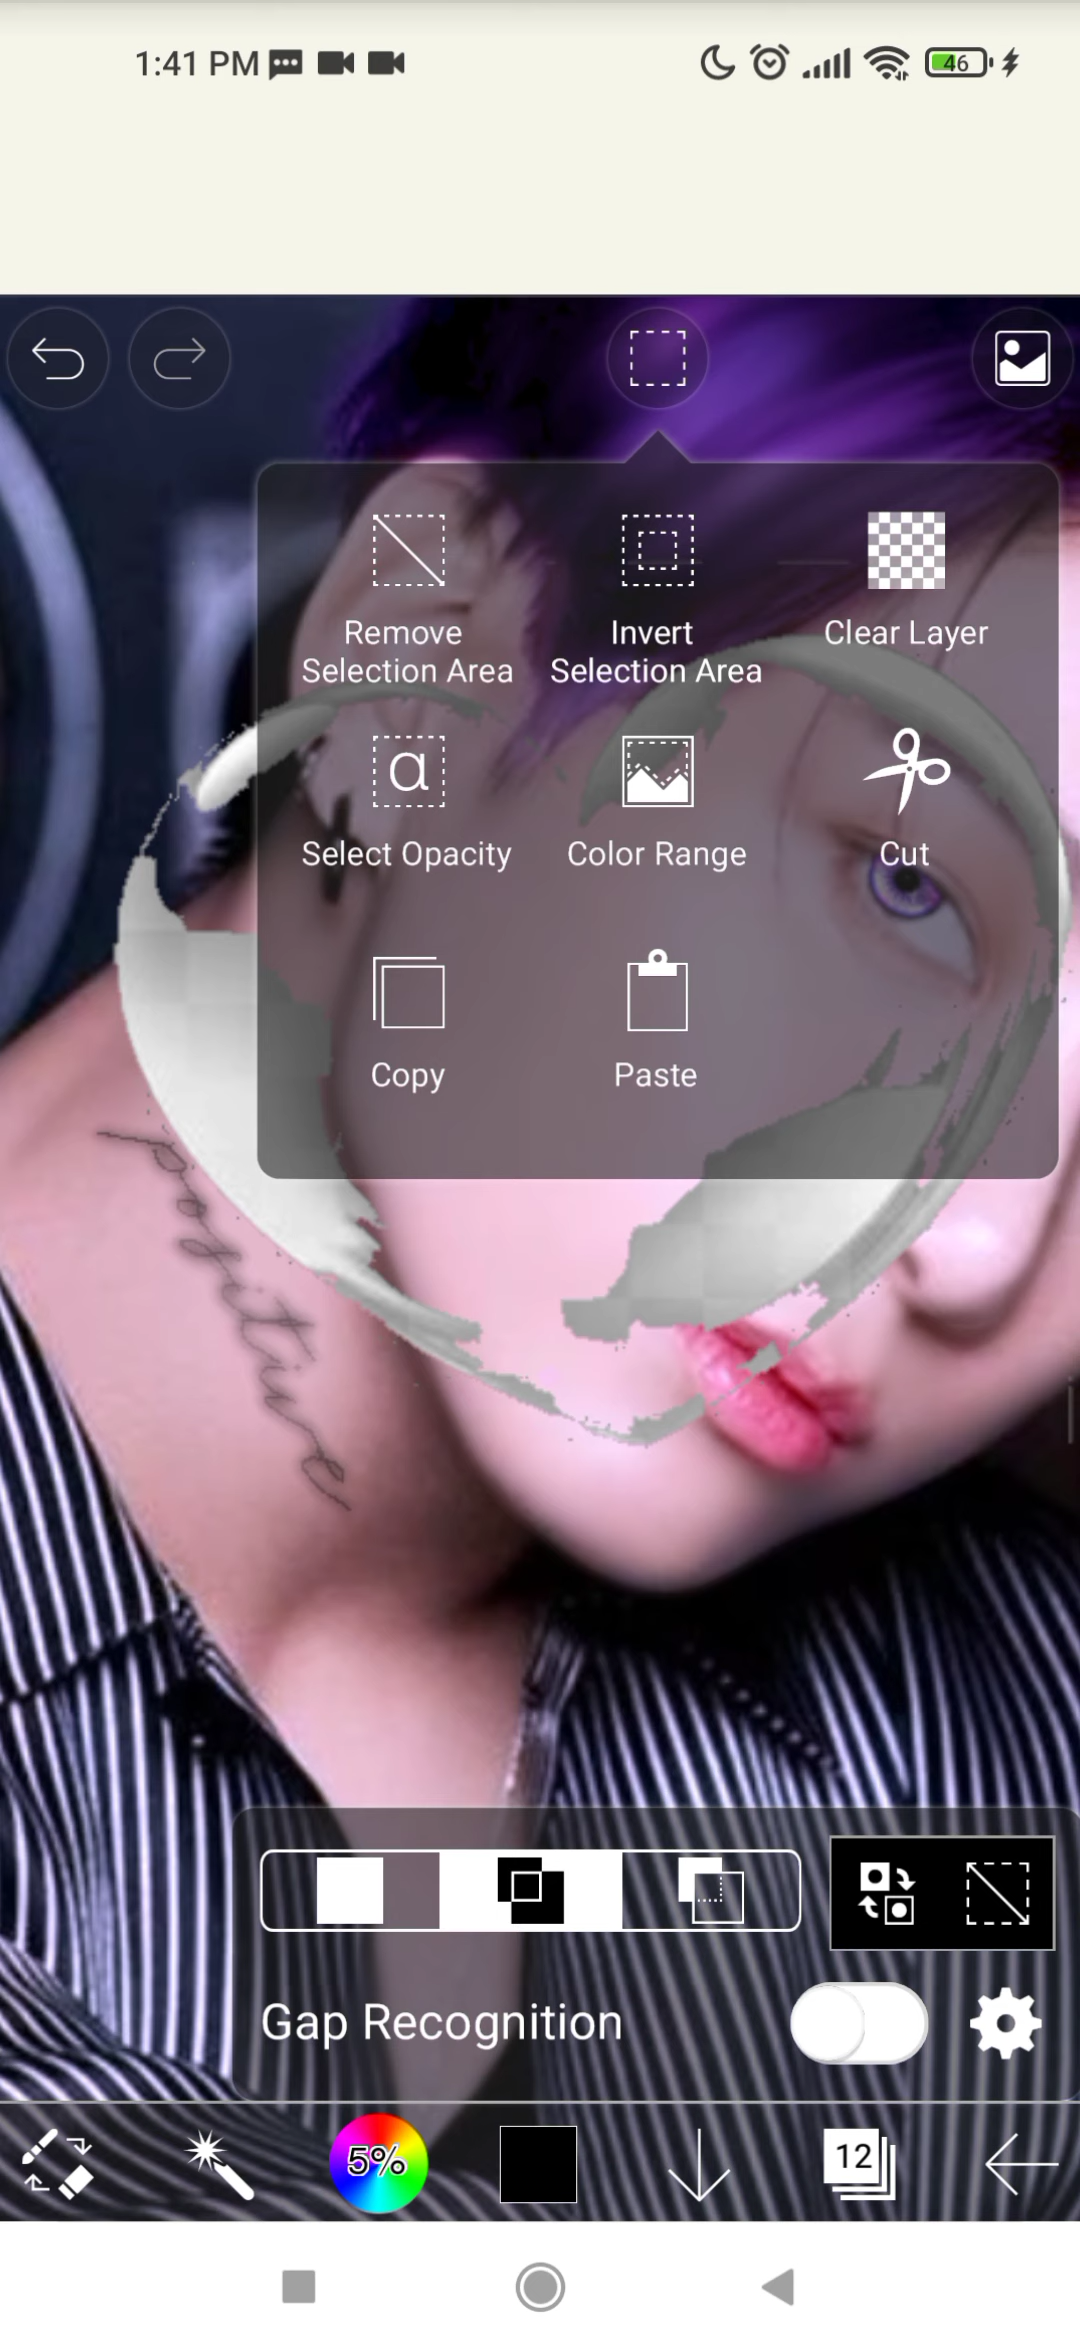 1:41 PM
46
Remove
Selection Area
Invert
Selection Area
Clear Layer
Select Opacity
Color Range
Cut
Copy
Paste
positive
Gap Recognition
5%
12